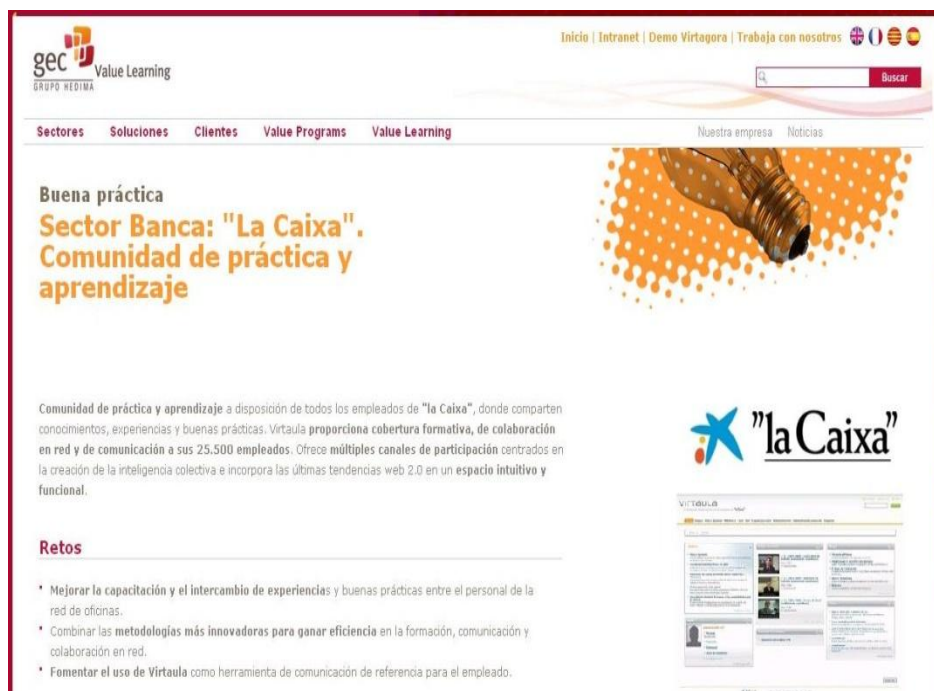 Inicio | Intranet | Demo Virtagora | Trabaja con nosotros
gec Value Learning
GRUPO HEDIMA
Buscar
Sectores Soluciones Clientes Value Programs Value Learning Nuestra empresa Noticias
Buena práctica
Sector Banca: "La Caixa".
Comunidad de práctica y
aprendizaje
Comunidad de práctica y aprendizaje a disposición de todos los empleados de "la Caixa", donde comparten
conocimientos, experiencias y buenas prácticas. Virtaula proporciona cobertura formativa, de colaboración
en red y de comunicación a sus 25.500 empleados. Ofrece múltiples canales de participación centrados en
la creación de la inteligencia colectiva e incorpora las últimas tendencias web 2.0 en un espacio intuitivo y
funcional.
"la Caixa"
VIRTAULA
Retos
Mejorar la capacitación y el intercambio de experiencias y buenas prácticas entre el personal de la
red de oficinas.
Combinar las metodologías más innovadoras para ganar eficiencia en la formación, comunicación y
colaboración en red.
Fomentar el uso de Virtaula como herramienta de comunicación de referencia para el empleado.